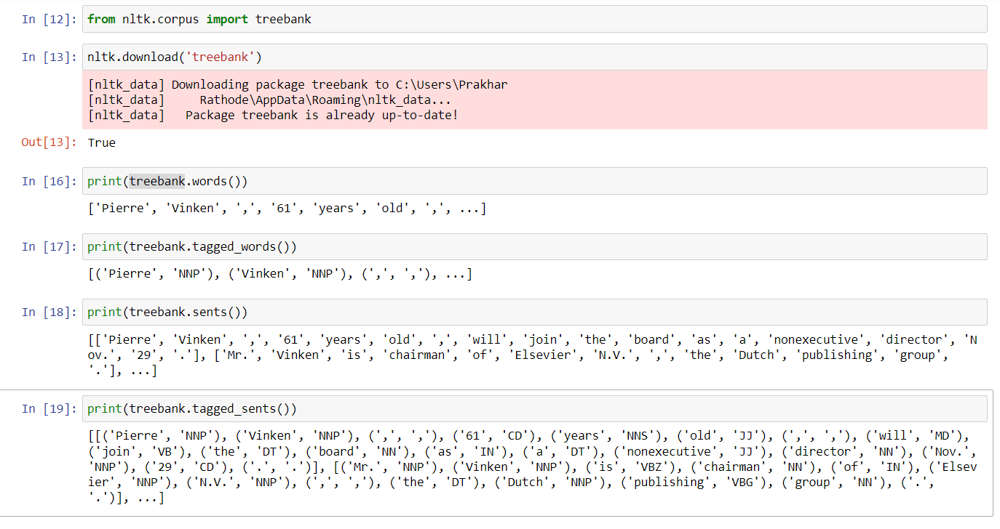 In [12]: from nltk.corpus import treebank
In [13]: nltk.download('treebank')
[nltk_data] Downloading package treebank to C:\Users\Prakhar
[nltk_data]     Rathode\AppData\Roaming\nltk_data...
[nltk_data]   Package treebank is already up-to-date!
Out[13]: True
In [16]: print(treebank.words())
['Pierre', 'Vinken', ',', '61', 'years', 'old', ',', ...]
In [17]: print(treebank.tagged_words())
[('Pierre', 'NNP'), ('Vinken', 'NNP'), (',', ','), ...]
In [18]: print(treebank.sents())
[['Pierre', 'Vinken', ',', '61', 'years', 'old', ',', 'will', 'join', 'the', 'board', 'as', 'a', 'nonexecutive', 'director', 'N
ov.', '29', '.'], ['Mr.', 'Vinken', 'is', 'chairman', 'of', 'Elsevier', 'N.V.', ',', 'the', 'Dutch', 'publishing', 'group',
'.'], ...]
In [19]: print(treebank.tagged_sents())
[[('Pierre', 'NNP'), ('Vinken', 'NNP'), (',', ','), ('61', 'CD'), ('years', 'NNS'), ('old', 'JJ'), (',', ','), ('will', 'MD'),
('join', 'VB'), ('the', 'DT'), ('board', 'NN'), ('as', 'IN'), ('a', 'DT'), ('nonexecutive', 'JJ'), ('director', 'NN'), ('Nov.',
'NNP'), ('29', 'CD'), ('.', '.')], [('Mr.', 'NNP'), ('Vinken', 'NNP'), ('is', 'VBZ'), ('chairman', 'NN'), ('of', 'IN'), ('Elsev
ier', 'NNP'), ('N.V.', 'NNP'), (',', ','), ('the', 'DT'), ('Dutch', 'NNP'), ('publishing', 'VBG'), ('group', 'NN'), ('.',
'.')], ...]